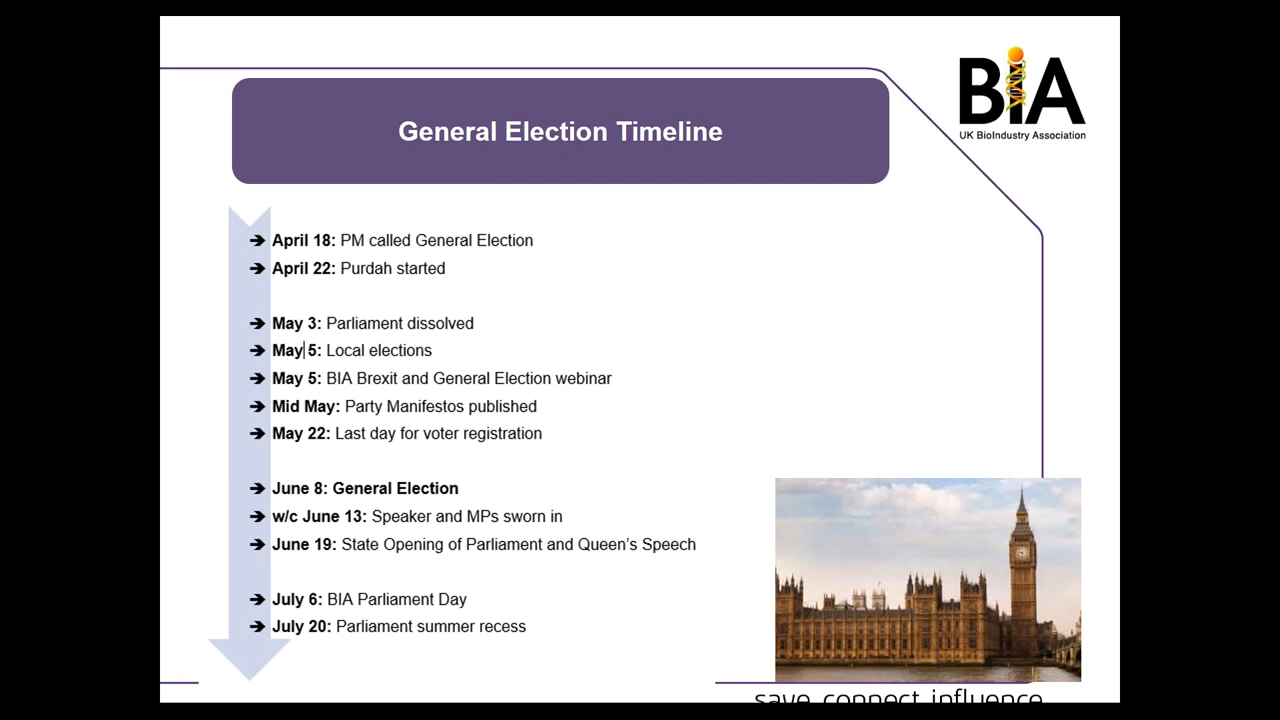 BIA
UK BioIndustry Association
General Election Timeline
➔ April 18: PM called General Election
➔ April 22: Purdah started
➔ May 3: Parliament dissolved
➔ May 5: Local elections
➔ May 5: BIA Brexit and General Election webinar
➔ Mid May: Party Manifestos published
➔ May 22: Last day for voter registration
➔ June 8: General Election
➔ w/c June 13: Speaker and MPs sworn in
➔ June 19: State Opening of Parliament and Queen's Speech
➔ July 6: BIA Parliament Day
➔ July 20: Parliament summer recess
save connect influence